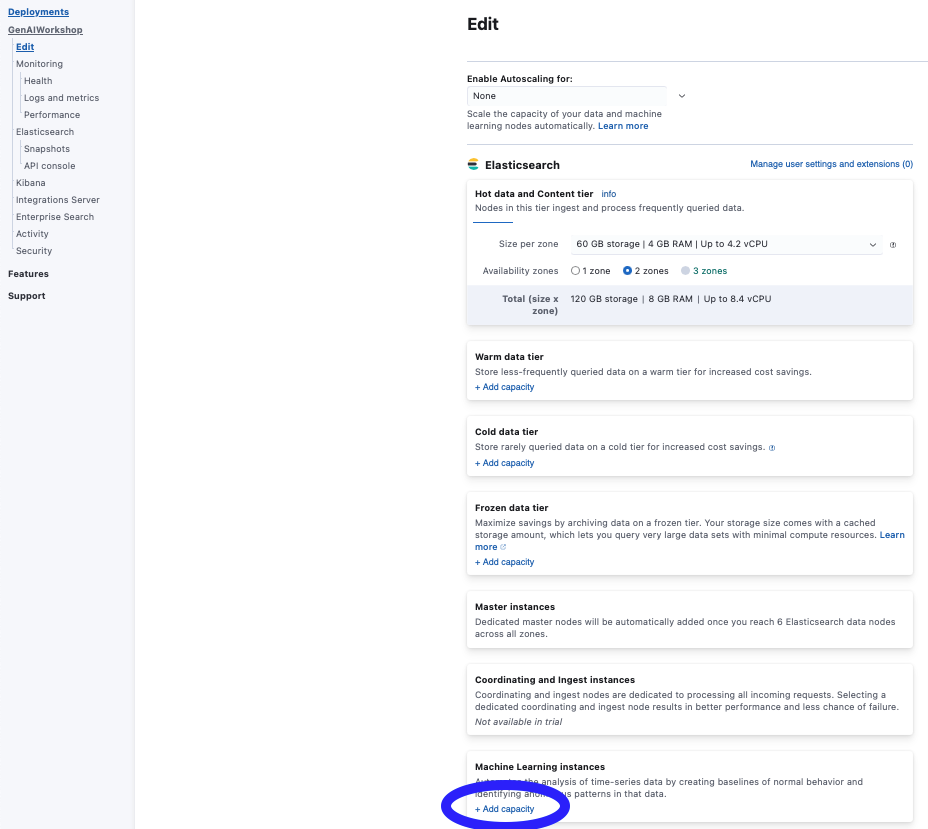 Deployments
GenAIWorkshop
Edit
Monitoring
Health
Logs and metrics
Performance
Elasticsearch
Snapshots
API console
Kibana
Integrations Server
Enterprise Search
Activity
Security
Features
Support
Edit
Enable Autoscaling for:
None
Scale the capacity of your data and machine
learning nodes automatically. Learn more
Elasticsearch
Manage user settings and extensions (0)
Hot data and Content tier info
Nodes in this tier ingest and process frequently queried data.
Size per zone 60 GB storage | 4 GB RAM | Up to 4.2 vCPU
Availability zones 1 zone 2 zones 3 zones
Total (size x
zone) 120 GB storage | 8 GB RAM | Up to 8.4 vCPU
Warm data tier
Store less-frequently queried data on a warm tier for increased cost savings.
+ Add capacity
Cold data tier
Store rarely queried data on a cold tier for increased cost savings.
+ Add capacity
Frozen data tier
Maximize savings by archiving data on a frozen tier. Your storage size comes with a cached
storage amount, which lets you query very large data sets with minimal compute resources. Learn
more
+ Add capacity
Master instances
Dedicated master nodes will be automatically added once you reach 6 Elasticsearch data nodes
across all zones.
Coordinating and Ingest instances
Coordinating and ingest nodes are dedicated to processing all incoming requests. Selecting a
dedicated coordinating and ingest node results in better performance and less chance of failure.
Not available in trial
Machine Learning instances
the analysis of time-series data by creating baselines of normal behavior and
identifying patterns in that data.
+ Add capacity